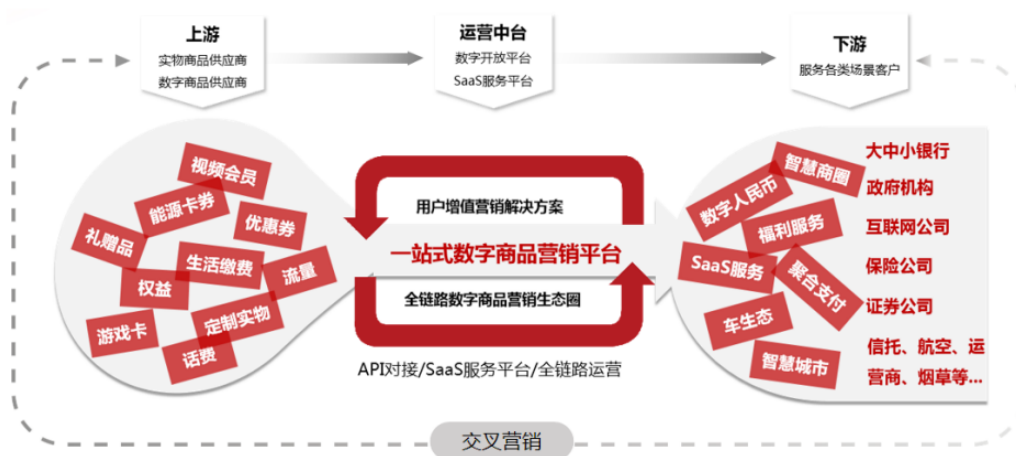 上游
实物商品供应商
数字商品供应商
运营中台
数字开放平台
SaaS服务平台
下游
服务各类场景客户
视频会员
能源卡券
优惠券
礼赠品
生活缴费
流量
权益
定制实物
游戏卡
话费
用户增值营销解决方案
一站式数字商品营销平台
全链路数字商品营销生态圈
API对接/SaaS服务平台/全链路运营
智慧商圈
数字人民币
福利服务
SaaS服务
聚合支付
车生态
智慧城市
大中小银行
政府机构
互联网公司
保险公司
证券公司
信托、航空、运
营商、烟草等...
交叉营销